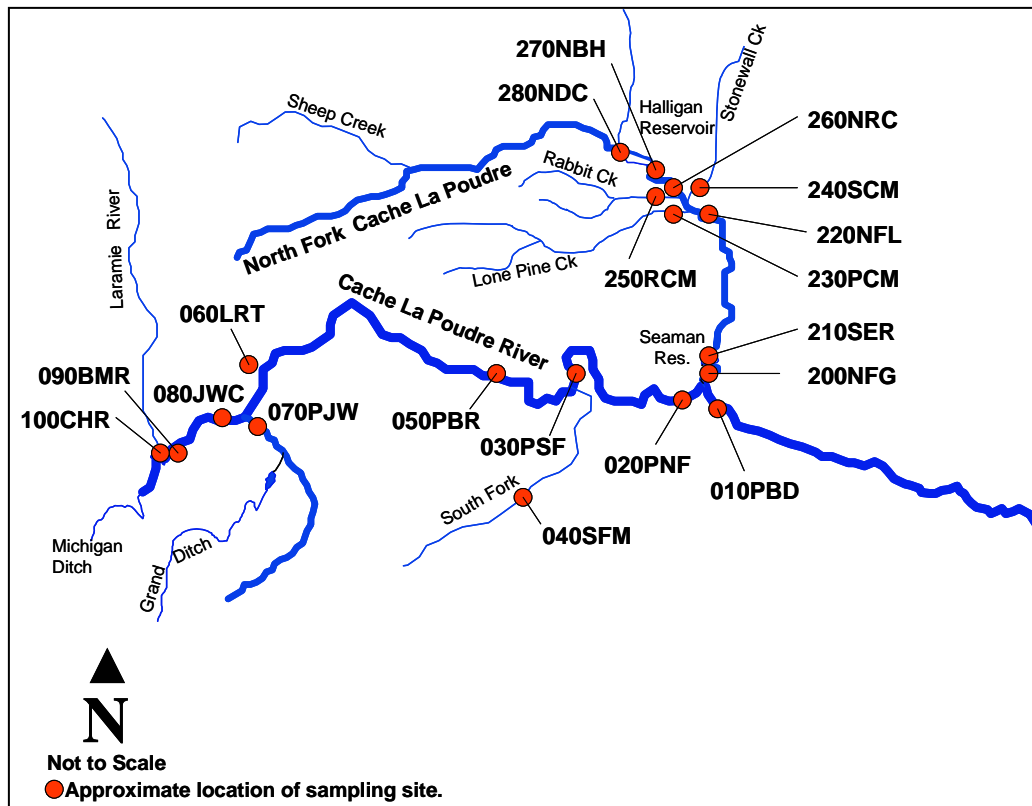 270NBH
Stonewall Ck
280NDC
Halligan
Reservoir
Sheep Creek
260NRC
Rabbit Ck
North Fork Cache La Poudre
240SCM
Laramie River
220NFL
Lone Pine Ck
250RCM
230PCM
Cache La Poudre River
060LRT
210SER
Seaman
Res.
090BMR
080JWC
200NFG
100CHR
070PJW
050PBR
030PSF
020PNF
010PBD
South Fork
040SFM
Michigan
Ditch
Grand Ditch
N
Not to Scale
Approximate location of sampling site.